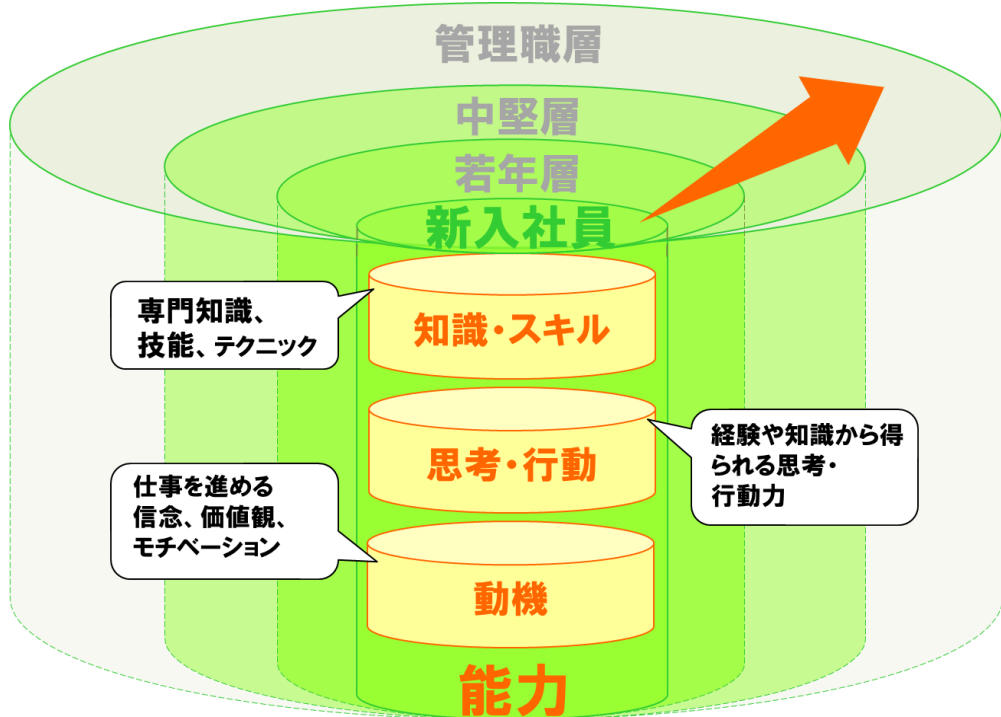 管理職層
中堅層
若年層
新入社員
専門知識、
技能、テクニック
知識・スキル
思考・行動
経験や知識から得
られる思考・
行動力
仕事を進める
信念、価値観、
モチベーション
動機
能力